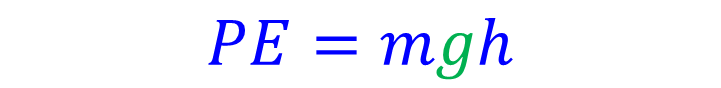 PE = mgh